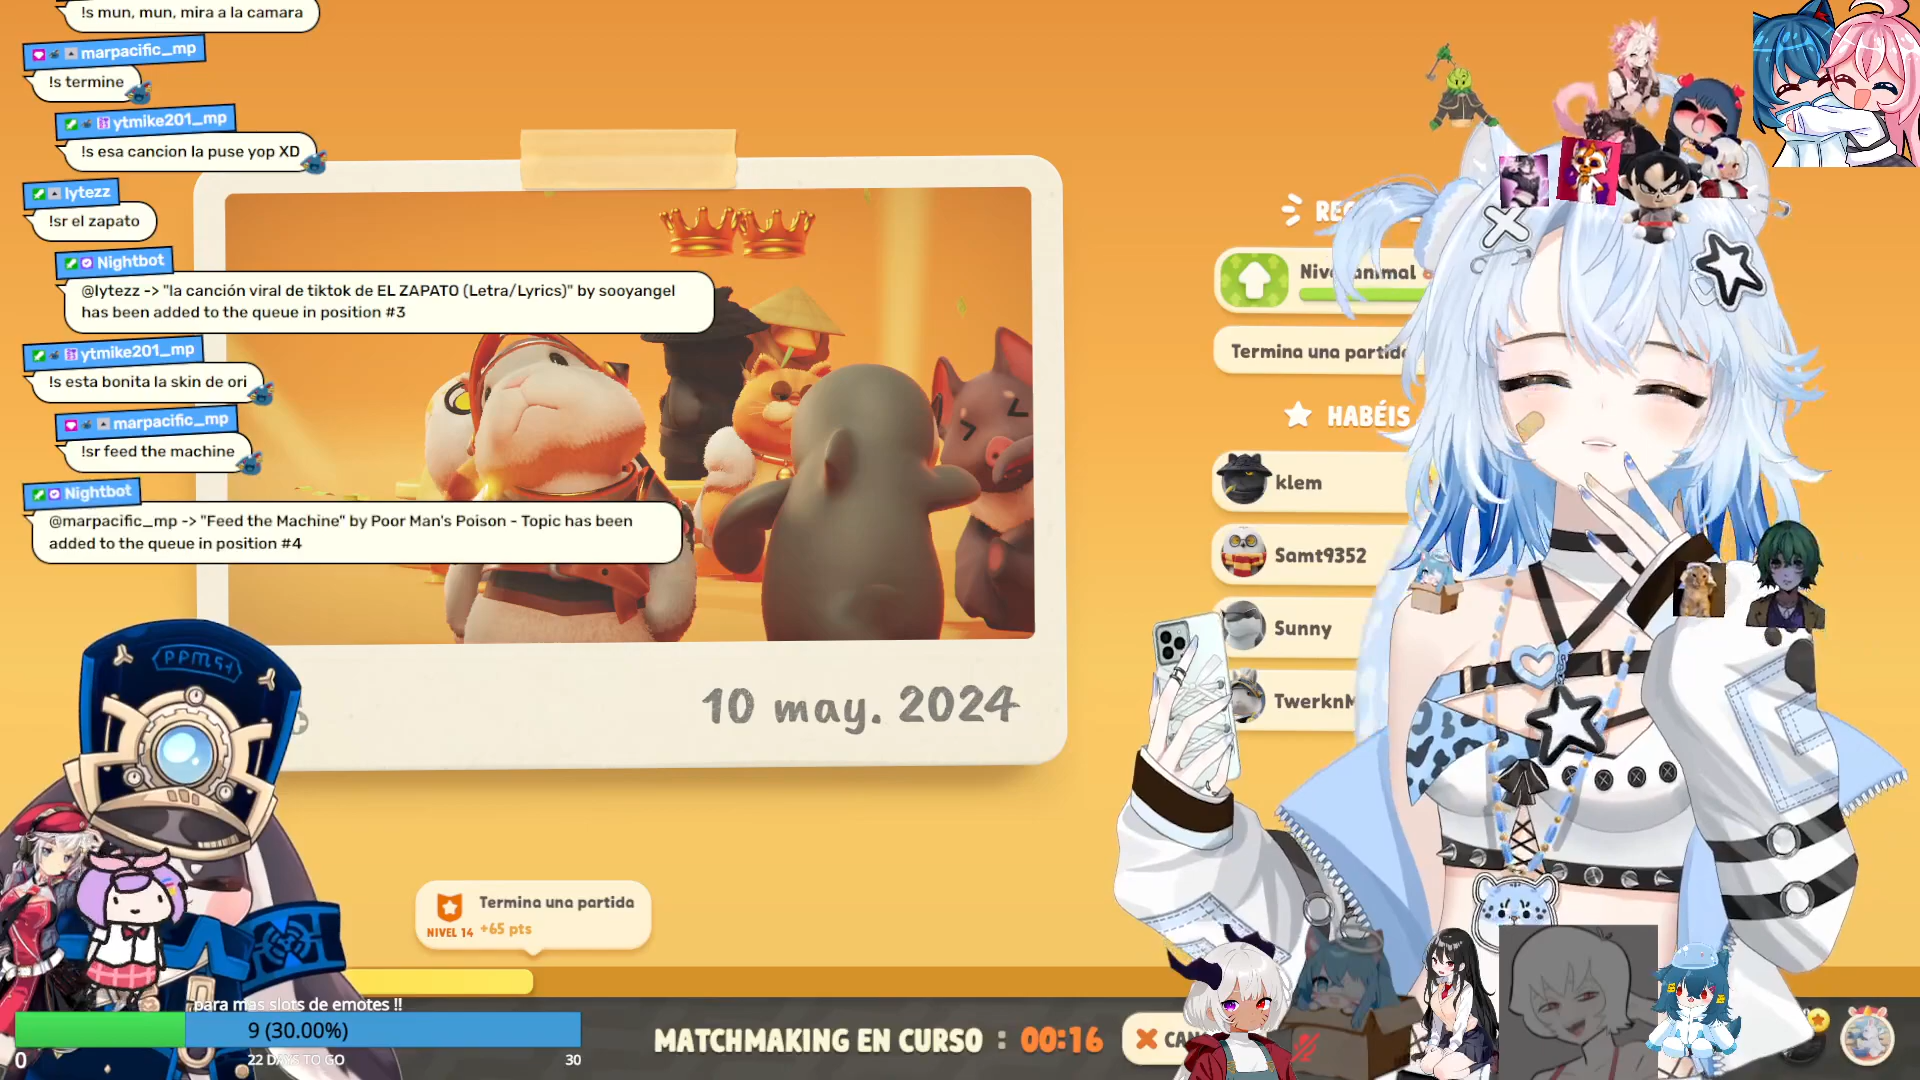 !s mun, mun, mira a la camara
marpacific_mp
!s termine
ytmike201_mp
!s esa cancion la puse yop XD
lytezz
!sr el zapato
Nightbot
@lytezz -> "la canción viral de tiktok de EL ZAPATO (Letra/Lyrics)" by sooyangel
has been added to the queue in position #3
ytmike201_mp
!s esta bonita la skin de ori
marpacific_mp
!sr feed the machine
Nightbot
@marpacific_mp -> "Feed the Machine" by Poor Man's Poison - Topic has been
added to the queue in position #4
10 may. 2024
animal
Termina una partida
HABÉIS
klem
Samt9352
Sunny
PPM51
Termina una partida
NIVEL 14 +65 pts
para mas slots de emotes !!
9 (30.00%)
0
22 DAYS TO GO
30
MATCHMAKING EN CURSO : 00:16